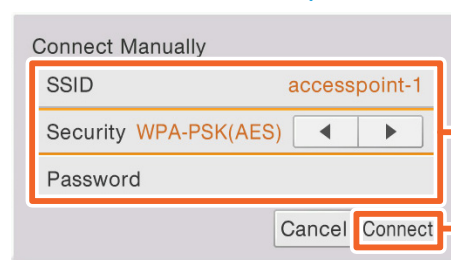 Connect Manually
SSID accesspoint-1
Security WPA-PSK(AES)
Password
Cancel Connect